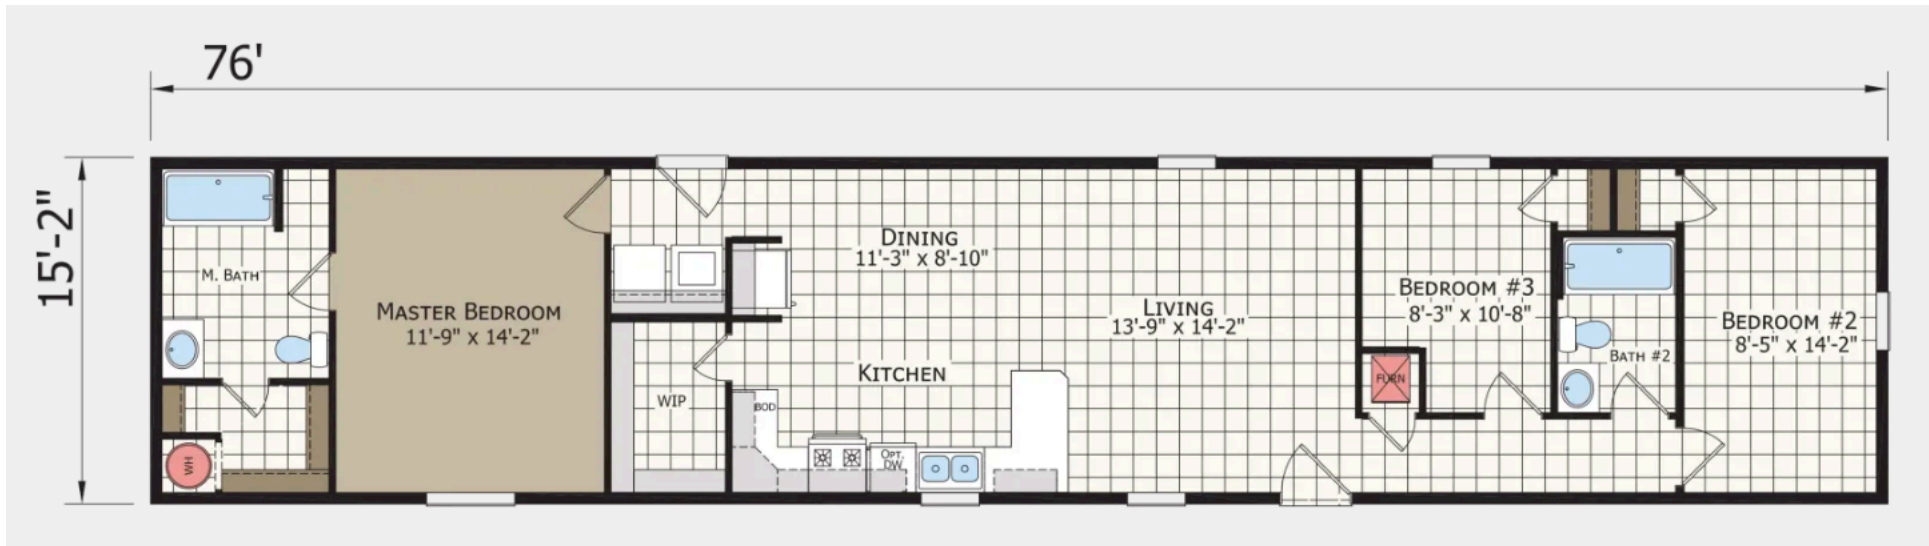 76'
15'-2"
M. BATH
MASTER BEDROOM
11'-9" x 14'-2"
WH
WIP
DINING
11'-3" x 8'-10"
KITCHEN
BOD
OPT.
DW
LIVING
13'-9" x 14'-2"
BEDROOM #3
8'-3" x 10'-8"
FURN
BATH #2
BEDROOM #2
8'-5" x 14'-2"